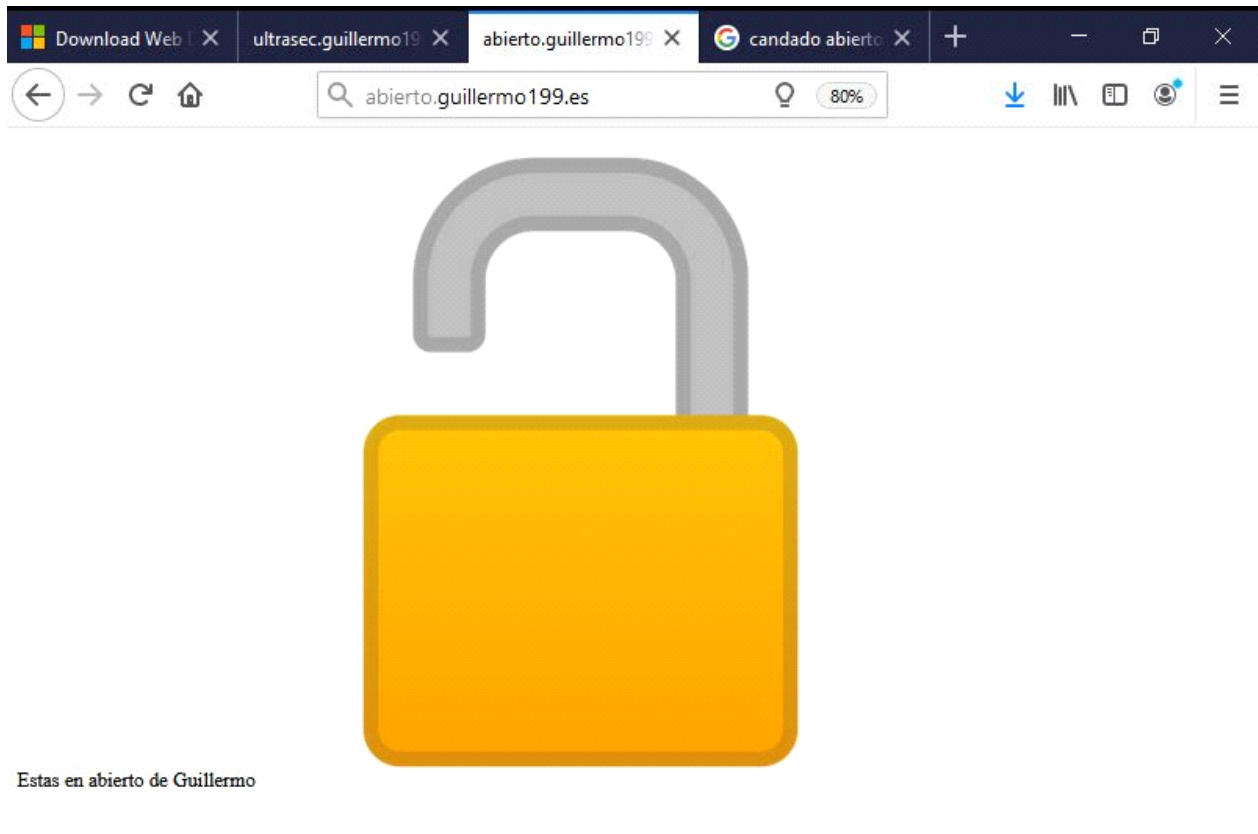 Download Web
ultrasec.guillermo19
abierto.guillermo199
candado abierto
abierto.guillermo199.es
80%
Estas en abierto de Guillermo